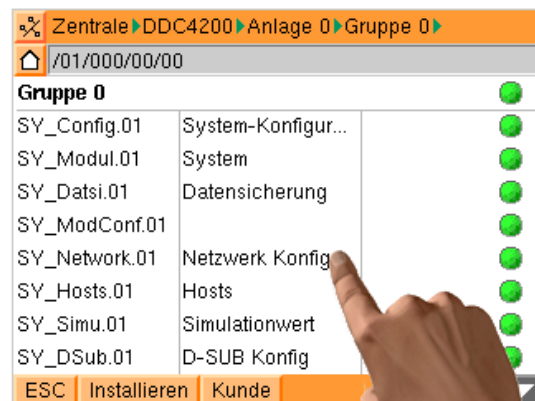 Zentrale DDC4200 Anlage 0 Gruppe 0
/01/000/00/00
Gruppe 0
SY_Config.01 System-Konfigur...
SY_Modul.01 System
SY_Datsi.01 Datensicherung
SY_ModConf.01
SY_Network.01 Netzwerk Konfig
SY_Hosts.01 Hosts
SY_Simu.01 Simulationwert
SY_DSub.01 D-SUB Konfig
ESC Installieren Kunde